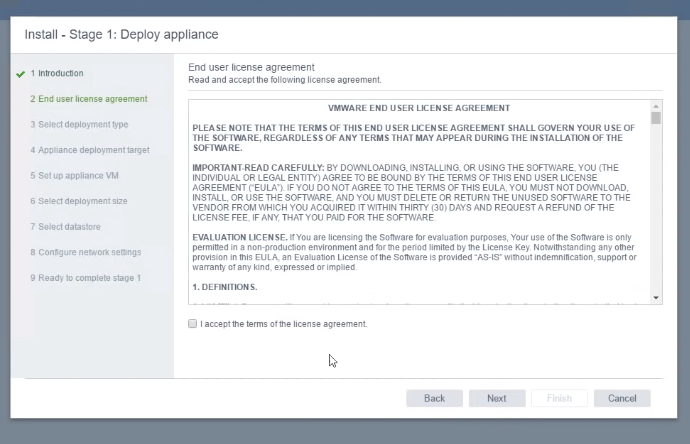 Install - Stage 1: Deploy appliance
1 Introduction
2 End user license agreement
3 Select deployment type
4 Appliance deployment target
5 Set up appliance VM
6 Select deployment size
7 Select datastore
8 Configure network settings
9 Ready to complete stage 1
End user license agreement
Read and accept the following license agreement.
VMWARE END USER LICENSE AGREEMENT
PLEASE NOTE THAT THE TERMS OF THIS END USER LICENSE AGREEMENT SHALL GOVERN YOUR USE OF
THE SOFTWARE, REGARDLESS OF ANY TERMS THAT MAY APPEAR DURING THE INSTALLATION OF THE
SOFTWARE.
IMPORTANT-READ CAREFULLY: BY DOWNLOADING, INSTALLING, OR USING THE SOFTWARE, YOU (THE
INDIVIDUAL OR LEGAL ENTITY) AGREE TO BE BOUND BY THE TERMS OF THIS END USER LICENSE
AGREEMENT ("EULA"). IF YOU DO NOT AGREE TO THE TERMS OF THIS EULA, YOU MUST NOT DOWNLOAD,
INSTALL, OR USE THE SOFTWARE, AND YOU MUST DELETE OR RETURN THE UNUSED SOFTWARE TO THE
VENDOR FROM WHICH YOU ACQUIRED IT WITHIN THIRTY (30) DAYS AND REQUEST A REFUND OF THE
LICENSE FEE, IF ANY, THAT YOU PAID FOR THE SOFTWARE.
EVALUATION LICENSE. If You are licensing the Software for evaluation purposes, Your use of the Software is only
permitted in a non-production environment and for the period limited by the License Key. Notwithstanding any other
provision in this EULA, an Evaluation License of the Software is provided "AS-IS" without indemnification, support or
warranty of any kind, expressed or implied.
1. DEFINITIONS.
I accept the terms of the license agreement.
Back
Next
Finish
Cancel